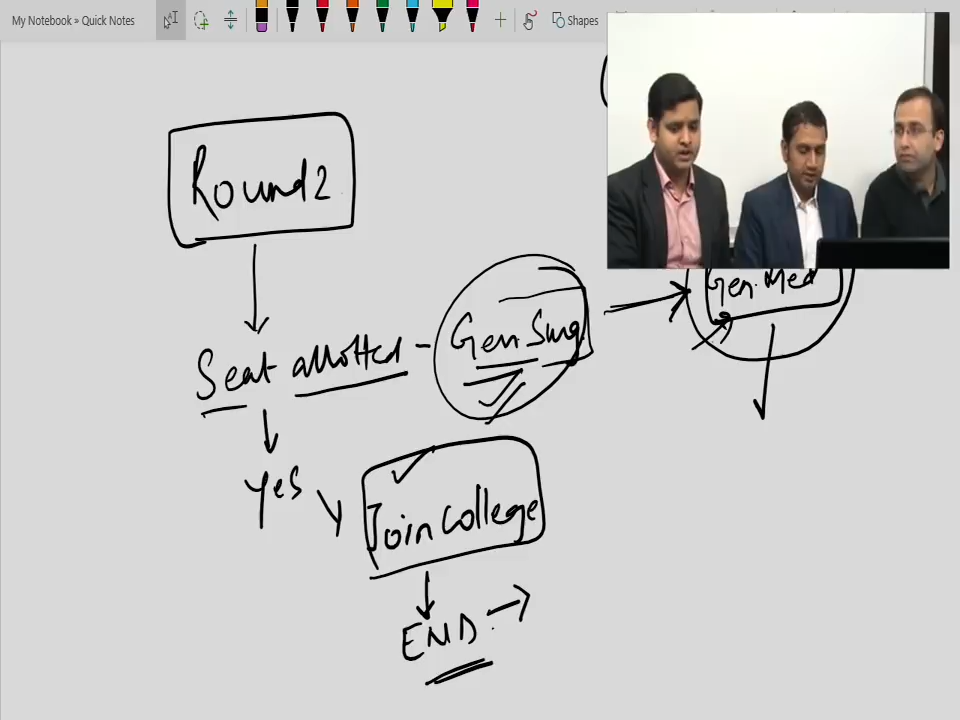 My Notebook » Quick Notes
Shapes
Round 2
Gen. Med
Seat allotted - Gen Surg
Yes
Join College
END